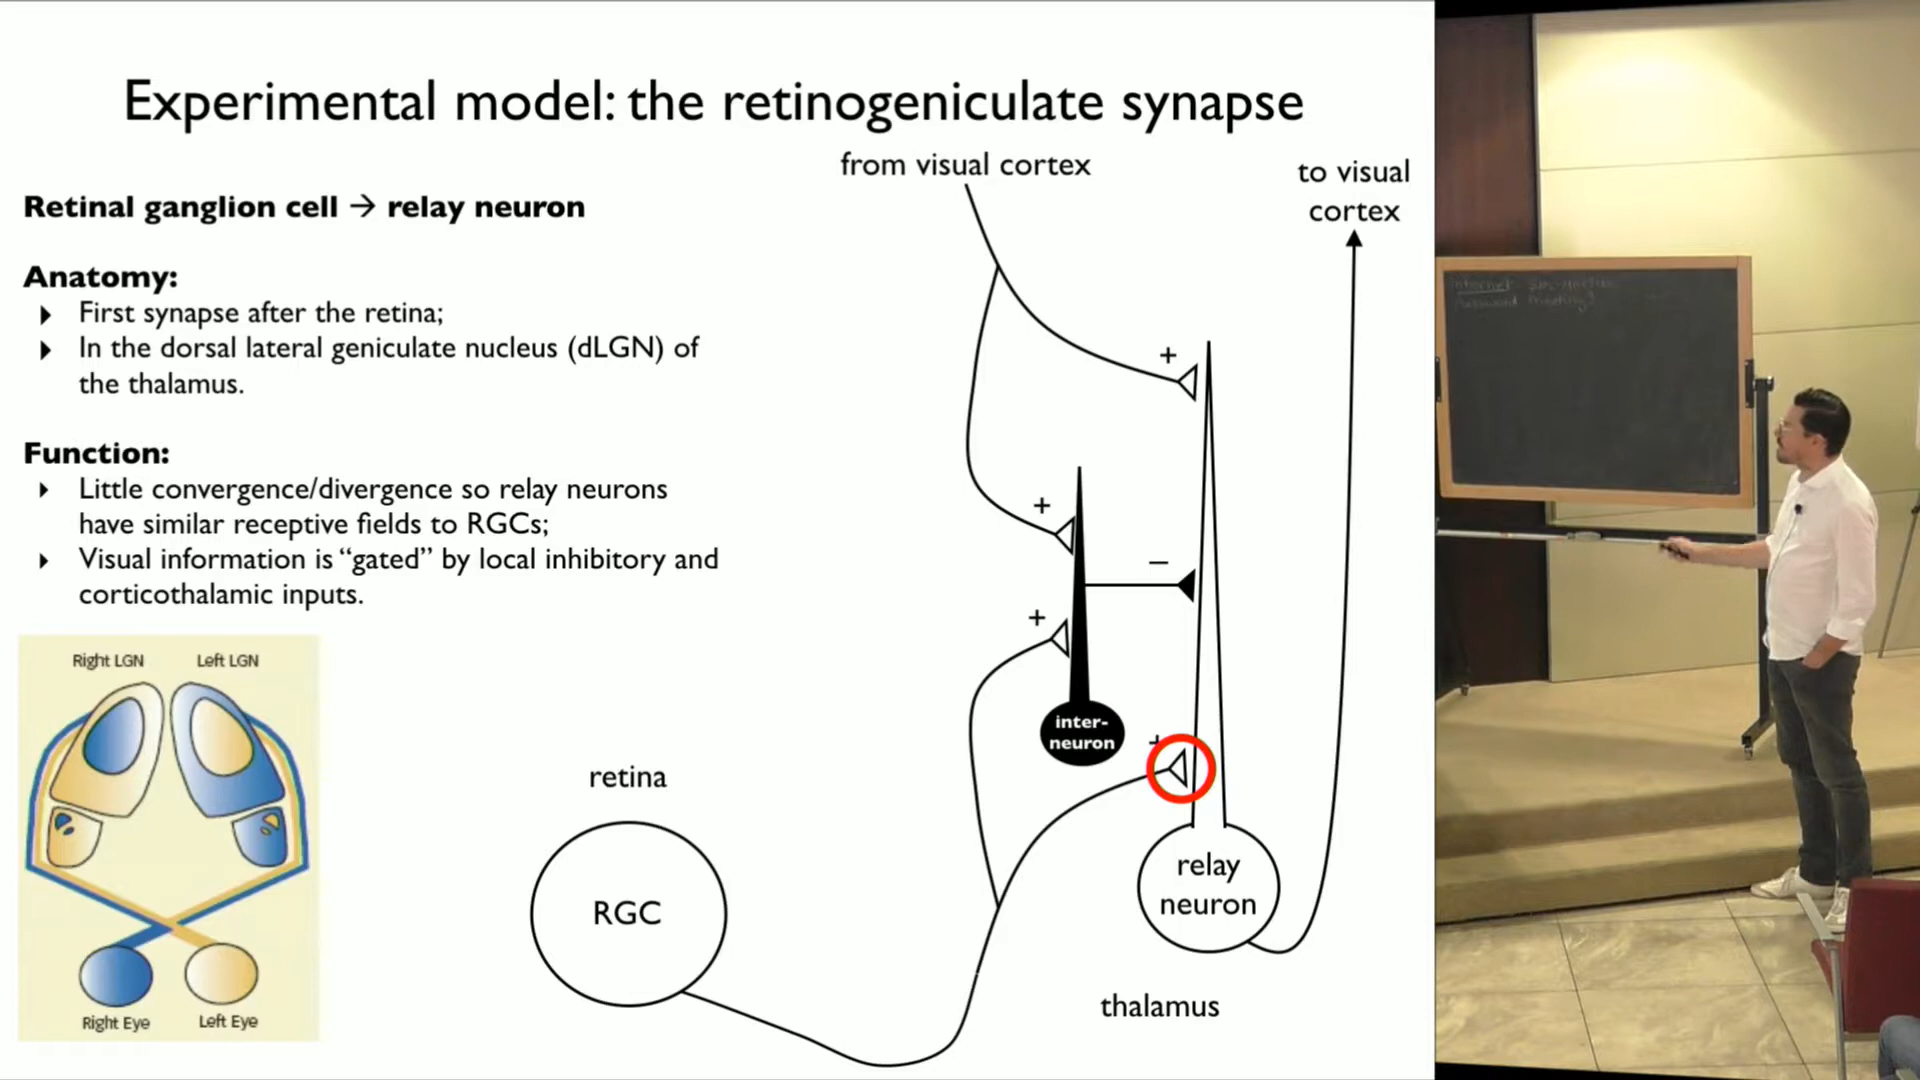 Experimental model: the retinogeniculate synapse
Retinal ganglion cell → relay neuron
Anatomy:
First synapse after the retina;
In the dorsal lateral geniculate nucleus (dLGN) of
the thalamus.
Function:
Little convergence/divergence so relay neurons
have similar receptive fields to RGCs;
Visual information is “gated” by local inhibitory and
corticothalamic inputs.
Right LGN
Left LGN
Right Eye
Left Eye
from visual cortex
to visual
cortex
+
+
–
+
inter-
neuron
+
retina
RGC
relay
neuron
thalamus
Internet